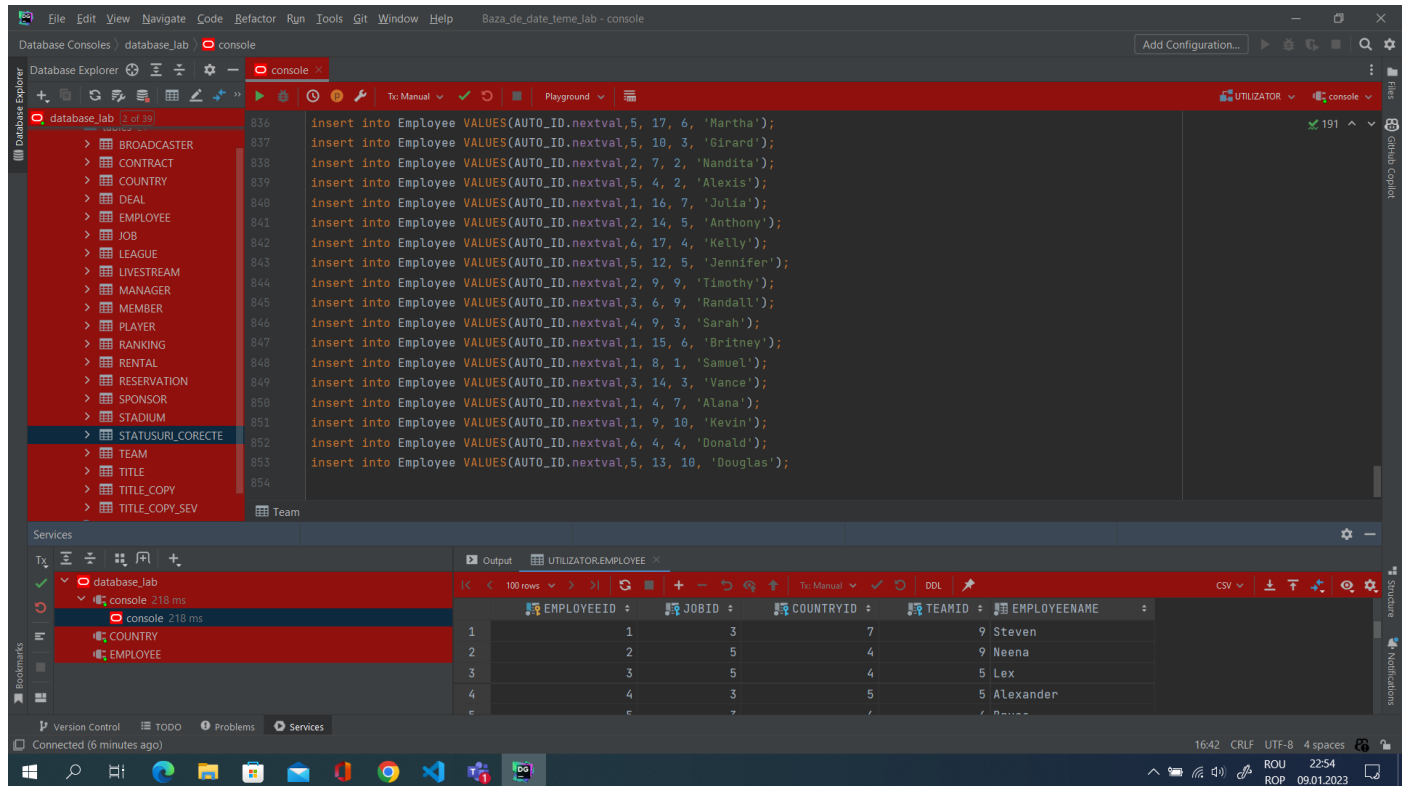 File Edit View Navigate Code Refactor Run Tools Git Window Help Baza_de_date_teme_lab - console
Database Consoles database_lab console Add Configuration...
Database Explorer console
Tx: Manual Playground UTILIZATOR console
database_lab 2 of 39
tables
BROADCASTER
CONTRACT
COUNTRY
DEAL
EMPLOYEE
JOB
LEAGUE
LIVESTREAM
MANAGER
MEMBER
PLAYER
RANKING
RENTAL
RESERVATION
SPONSOR
STADIUM
STATUSURI_CORECTE
TEAM
TITLE
TITLE_COPY
TITLE_COPY_SEV
191
836 insert into Employee VALUES(AUTO_ID.nextval,5, 17, 6, 'Martha');
837 insert into Employee VALUES(AUTO_ID.nextval,5, 10, 3, 'Girard');
838 insert into Employee VALUES(AUTO_ID.nextval,2, 7, 2, 'Nandita');
839 insert into Employee VALUES(AUTO_ID.nextval,5, 4, 2, 'Alexis');
840 insert into Employee VALUES(AUTO_ID.nextval,1, 16, 7, 'Julia');
841 insert into Employee VALUES(AUTO_ID.nextval,2, 14, 5, 'Anthony');
842 insert into Employee VALUES(AUTO_ID.nextval,6, 17, 4, 'Kelly');
843 insert into Employee VALUES(AUTO_ID.nextval,5, 12, 5, 'Jennifer');
844 insert into Employee VALUES(AUTO_ID.nextval,2, 9, 9, 'Timothy');
845 insert into Employee VALUES(AUTO_ID.nextval,3, 6, 9, 'Randall');
846 insert into Employee VALUES(AUTO_ID.nextval,4, 9, 3, 'Sarah');
847 insert into Employee VALUES(AUTO_ID.nextval,1, 15, 6, 'Britney');
848 insert into Employee VALUES(AUTO_ID.nextval,1, 8, 1, 'Samuel');
849 insert into Employee VALUES(AUTO_ID.nextval,3, 14, 3, 'Vance');
850 insert into Employee VALUES(AUTO_ID.nextval,1, 4, 7, 'Alana');
851 insert into Employee VALUES(AUTO_ID.nextval,1, 9, 10, 'Kevin');
852 insert into Employee VALUES(AUTO_ID.nextval,6, 4, 4, 'Donald');
853 insert into Employee VALUES(AUTO_ID.nextval,5, 13, 10, 'Douglas');
854
Team
Services
Tx
database_lab
console 218 ms
console 218 ms
COUNTRY
EMPLOYEE
Output UTILIZATOR.EMPLOYEE
100 rows Tx: Manual DDL CSV
EMPLOYEEID JOBID COUNTRYID TEAMID EMPLOYEENAME
1 1 3 7 9 Steven
2 2 5 4 9 Neena
3 3 5 4 5 Lex
4 4 3 5 5 Alexander
Database Explorer
Bookmarks
Files
GitHub Copilot
Structure
Notifications
Version Control TODO Problems Services
Connected (6 minutes ago) 16:42 CRLF UTF-8 4 spaces
ROU 22:54
ROP 09.01.2023